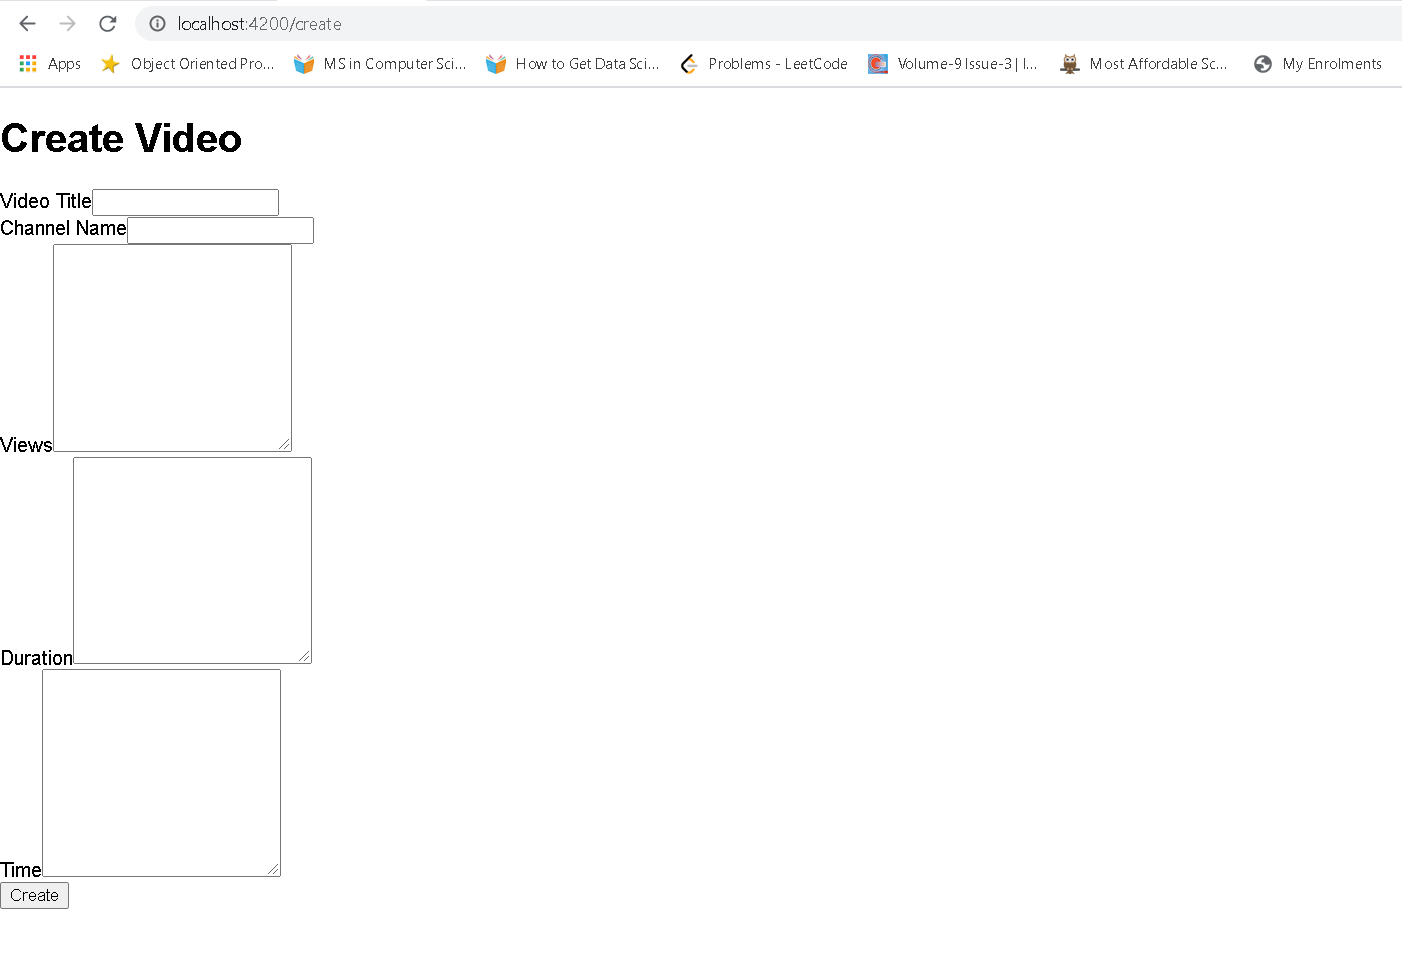 localhost:4200/create
Apps Object Oriented Pro... MS in Computer Sci... How to Get Data Sci... Problems - LeetCode Volume-9 Issue-3 | I... Most Affordable Sc... My Enrolments
Create Video
Video Title
Channel Name
Views
Duration
Time
Create